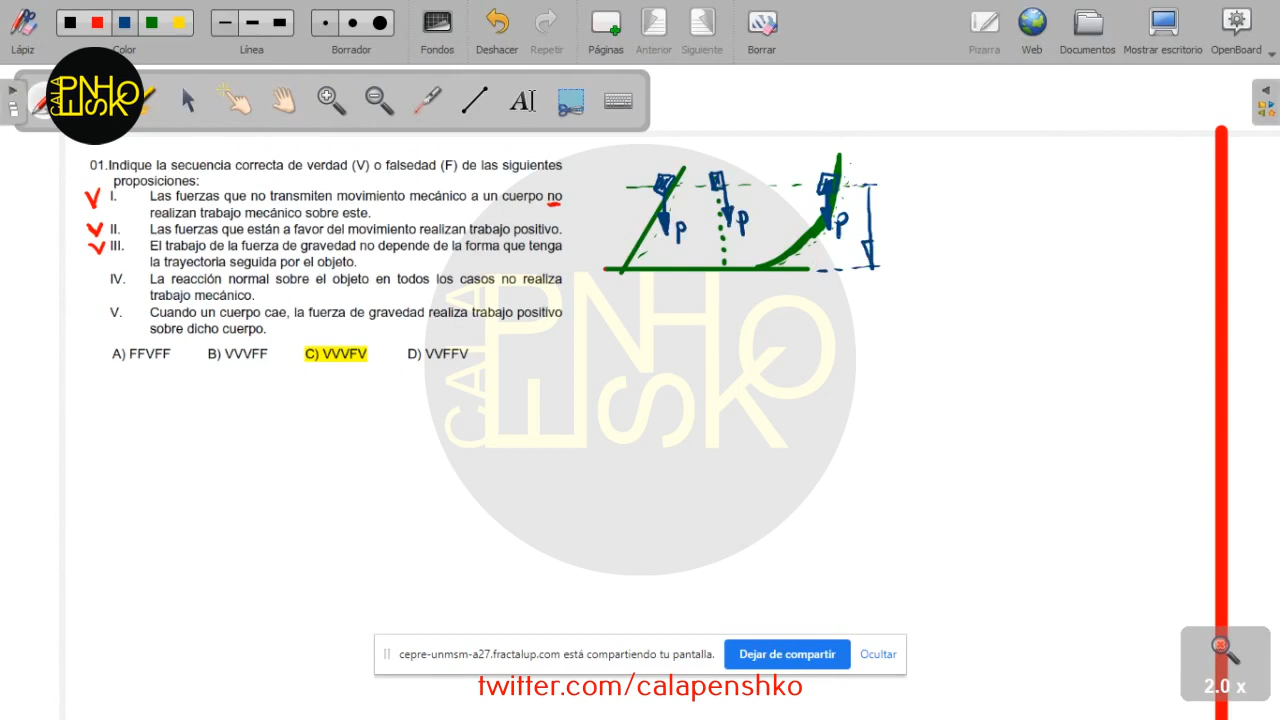 Lápiz
Color
Línea
Borrador
Fondos
Deshacer
Repetir
Páginas
Anterior
Siguiente
Borrar
Pizarra
Web
Documentos
Mostrar escritorio
OpenBoard
CALA
PENHOSK
01.Indique la secuencia correcta de verdad (V) o falsedad (F) de las siguientes
proposiciones:
V I. Las fuerzas que no transmiten movimiento mecánico a un cuerpo no
realizan trabajo mecánico sobre este.
V II. Las fuerzas que están a favor del movimiento realizan trabajo positivo.
V III. El trabajo de la fuerza de gravedad no depende de la forma que tenga
la trayectoria seguida por el objeto.
IV. La reacción normal sobre el objeto en todos los casos no realiza
trabajo mecánico.
V. Cuando un cuerpo cae, la fuerza de gravedad realiza trabajo positivo
sobre dicho cuerpo.
A) FFVFF B) VVVFF C) VVVFV D) VVFFV
P P P
CALA
PENHOSK
cepre-unmsm-a27.fractalup.com está compartiendo tu pantalla.
Dejar de compartir
Ocultar
twitter.com/calapenshko
2.0 x